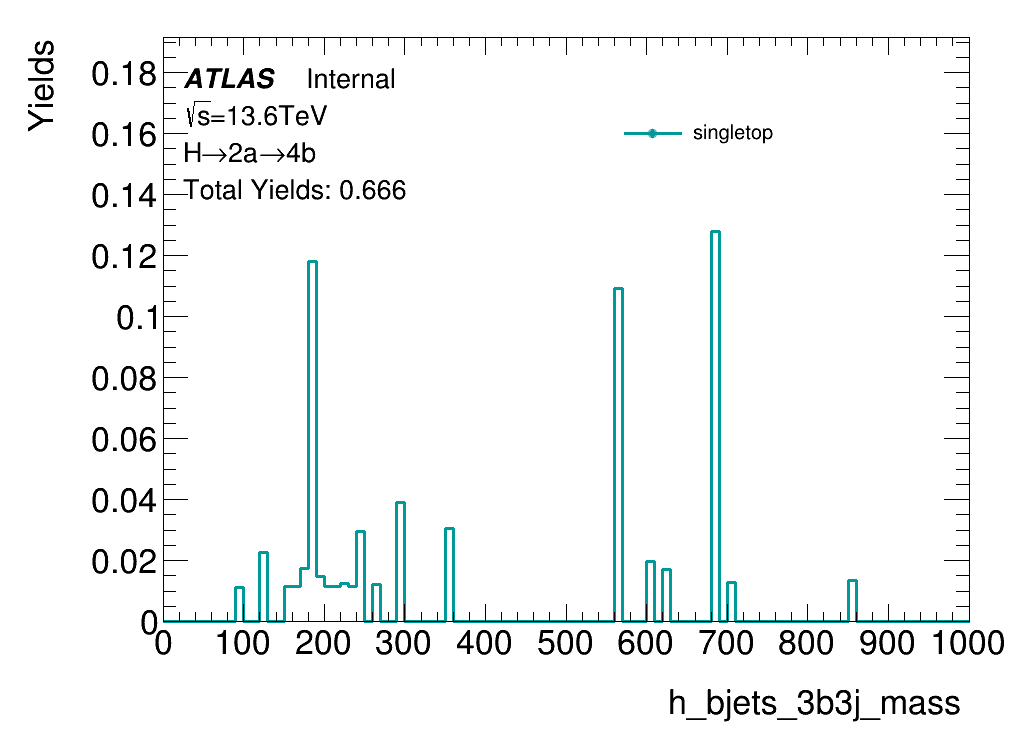 Yields
ATLAS Internal
√s=13.6TeV
H→2a→4b
Total Yields: 0.666
singletop
0.18
0.16
0.14
0.12
0.1
0.08
0.06
0.04
0.02
0
0 100 200 300 400 500 600 700 800 900 1000
h_bjets_3b3j_mass